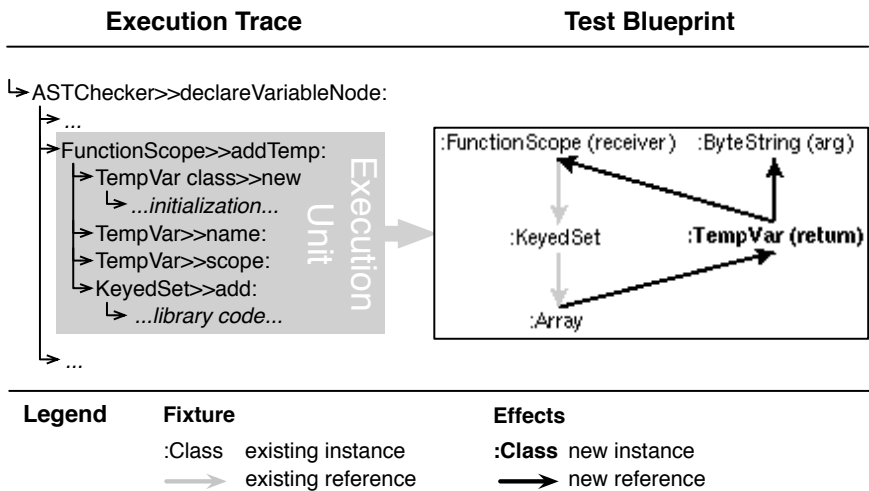 Execution Trace
Test Blueprint
ASTChecker>>declareVariableNode:
...
FunctionScope>>addTemp:
TempVar class>>new
...initialization...
TempVar>>name:
TempVar>>scope:
KeyedSet>>add:
...library code...
...
Execution
Unit
:FunctionScope (receiver)
:ByteString (arg)
:KeyedSet
:TempVar (return)
:Array
Legend
Fixture
:Class existing instance
existing reference
Effects
:Class new instance
new reference